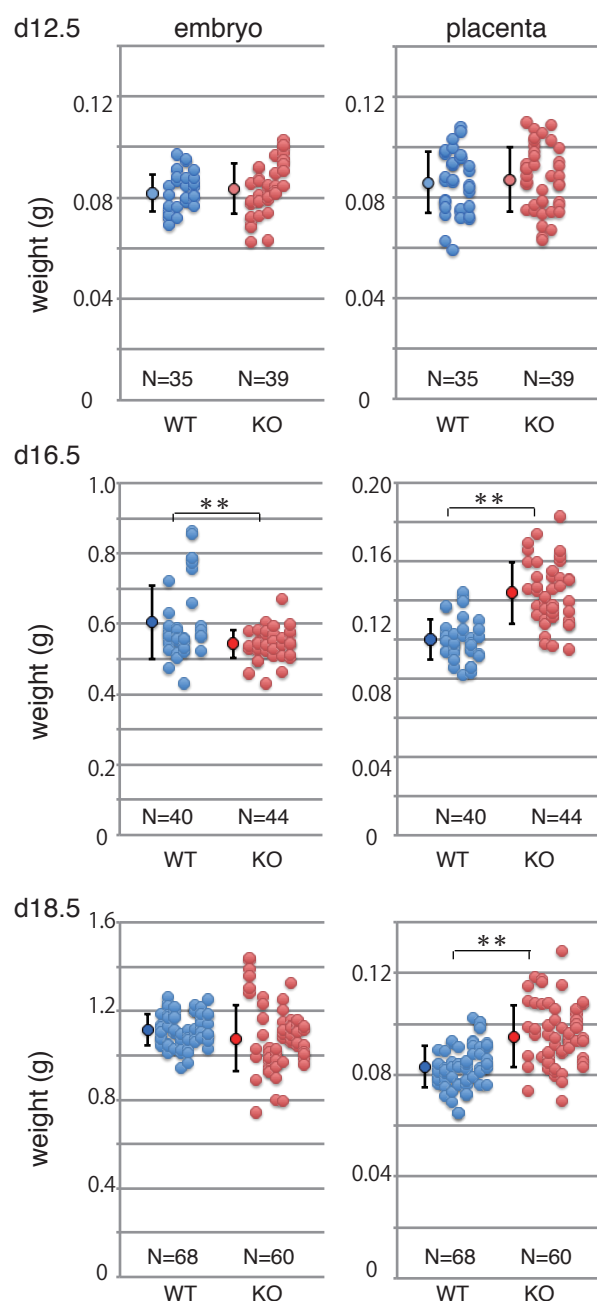 d12.5 embryo placenta
0.12 0.12
0.08 0.08
0.04 0.04
0 N=35 N=39 0 N=35 N=39
WT KO WT KO
weight (g)
d16.5
1.0 0.20
** **
0.8 0.16
0.6 0.12
0.4 0.08
0.2 0.04
0 N=40 N=44 0 N=40 N=44
WT KO WT KO
weight (g)
d18.5
1.6
**
1.2 0.12
0.8 0.08
0.4 0.04
0 N=68 N=60 0 N=68 N=60
WT KO WT KO
weight (g)